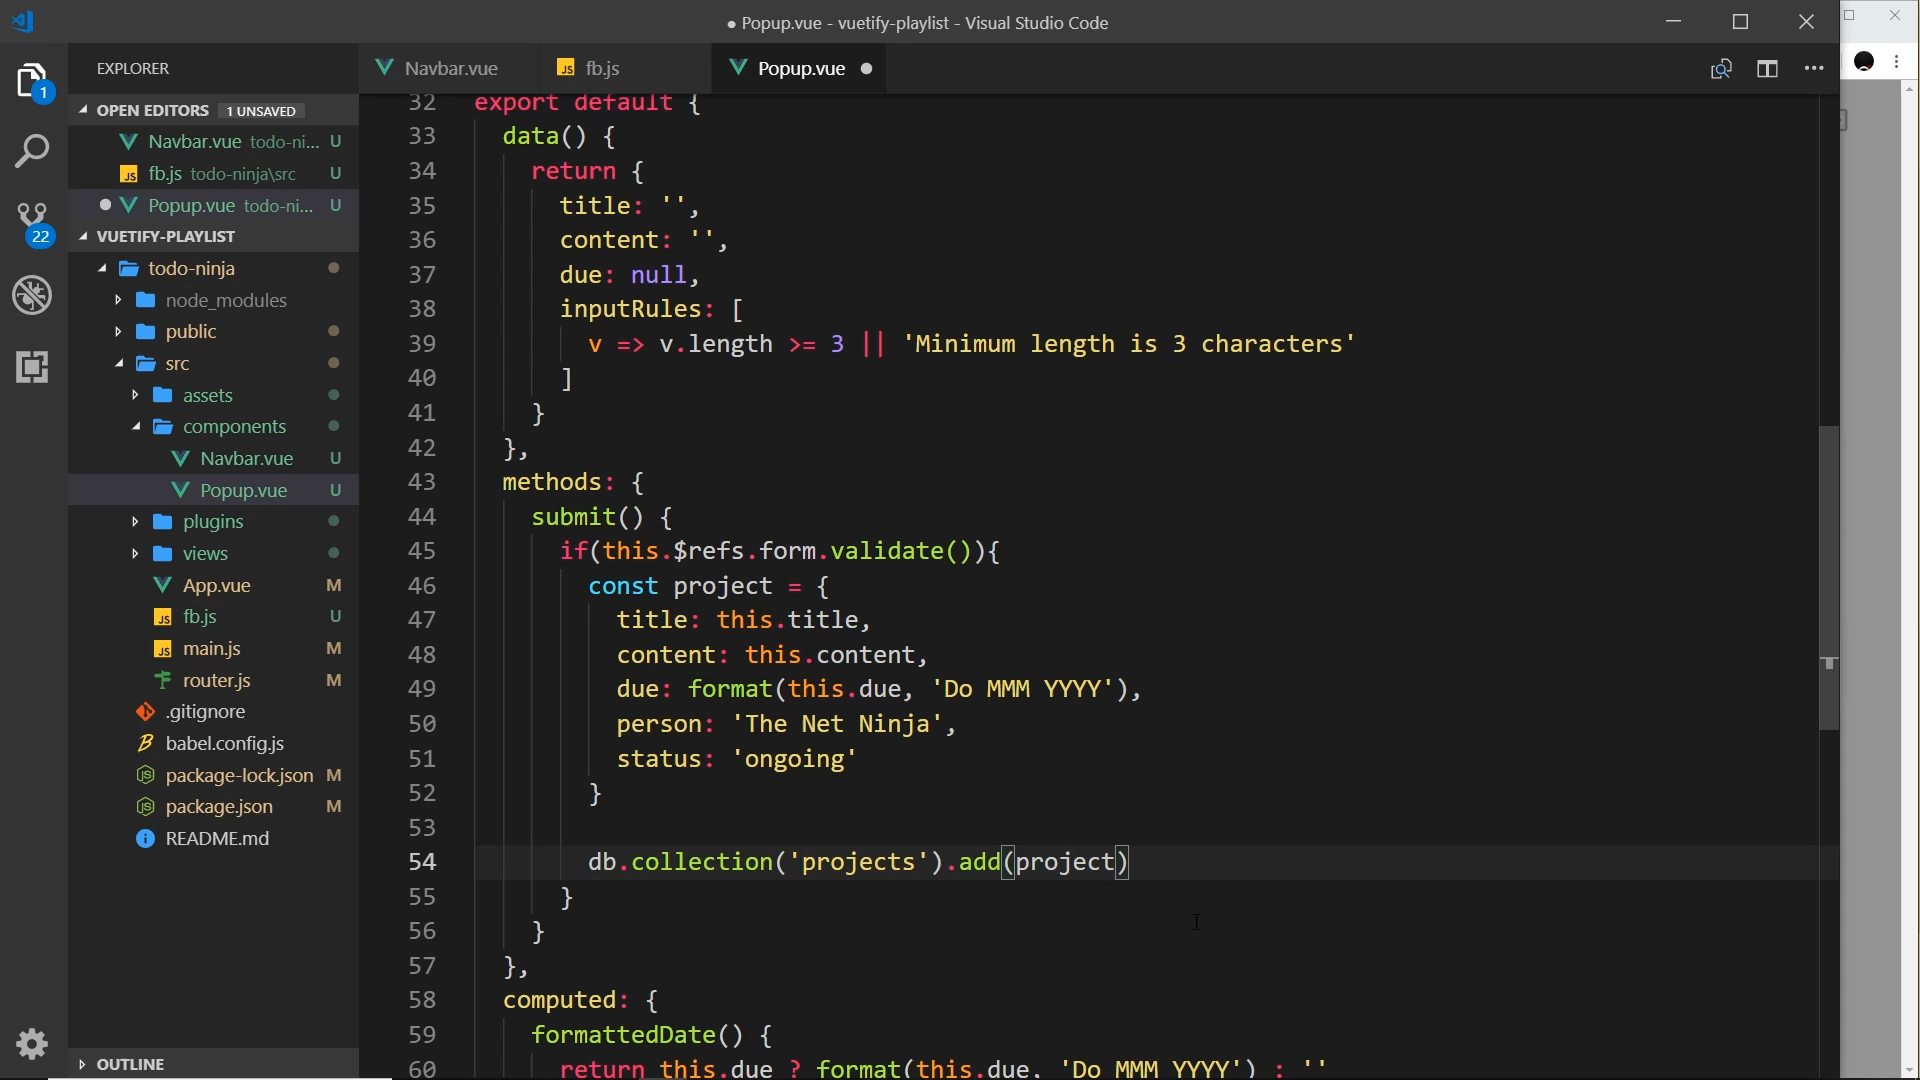 ● Popup.vue - vuetify-playlist - Visual Studio Code
EXPLORER
Navbar.vue
JS fb.js
Popup.vue ●
OPEN EDITORS 1 UNSAVED
Navbar.vue todo-ni... U
JS fb.js todo-ninja\src U
Popup.vue todo-ni... U
VUETIFY-PLAYLIST
todo-ninja
node_modules
public
src
assets
components
Navbar.vue U
Popup.vue U
plugins
views
App.vue M
JS fb.js U
JS main.js M
router.js M
.gitignore
babel.config.js
package-lock.json M
package.json M
README.md
OUTLINE
1
22
32 export default {
33 data() {
34 return {
35 title: '',
36 content: '',
37 due: null,
38 inputRules: [
39 v => v.length >= 3 || 'Minimum length is 3 characters'
40 ]
41 }
42 },
43 methods: {
44 submit() {
45 if(this.$refs.form.validate()){
46 const project = {
47 title: this.title,
48 content: this.content,
49 due: format(this.due, 'Do MMM YYYY'),
50 person: 'The Net Ninja',
51 status: 'ongoing'
52 }
53
54 db.collection('projects').add(project)
55 }
56 }
57 },
58 computed: {
59 formattedDate() {
60 return this.due ? format(this.due, 'Do MMM YYYY') : ''